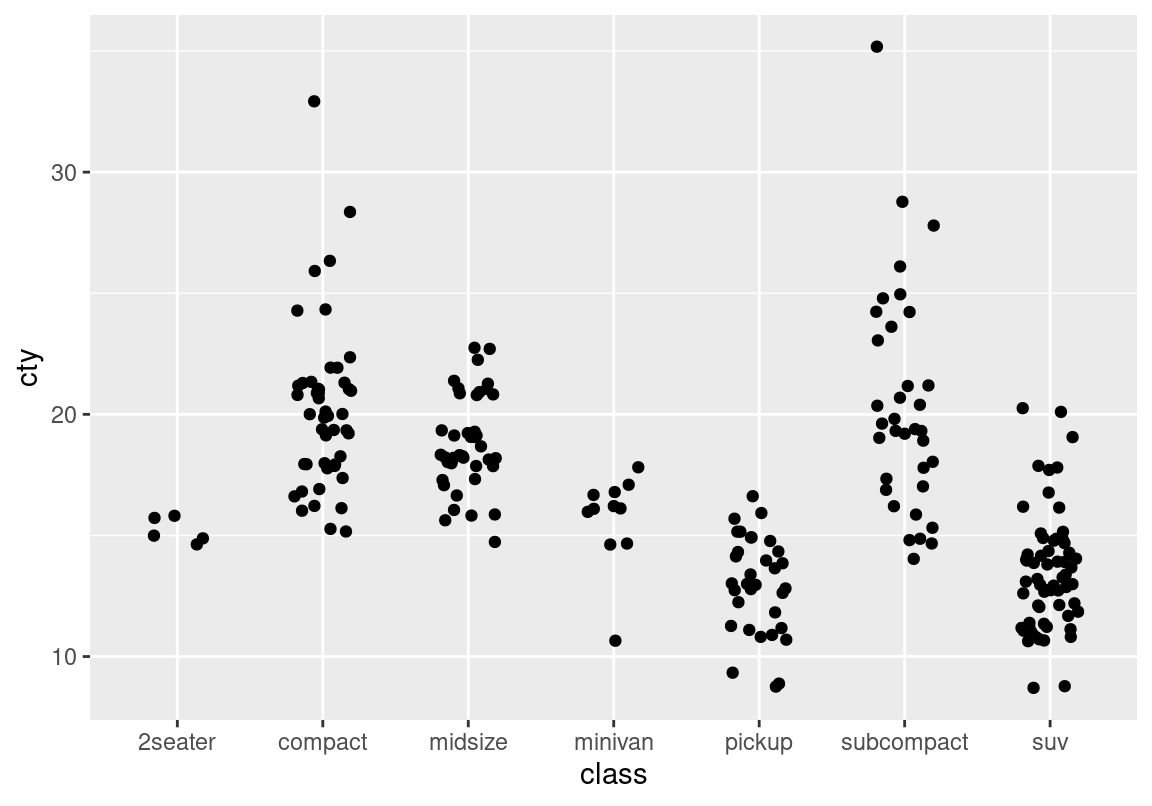 cty
30
20
10
2seater compact midsize minivan pickup subcompact suv
class